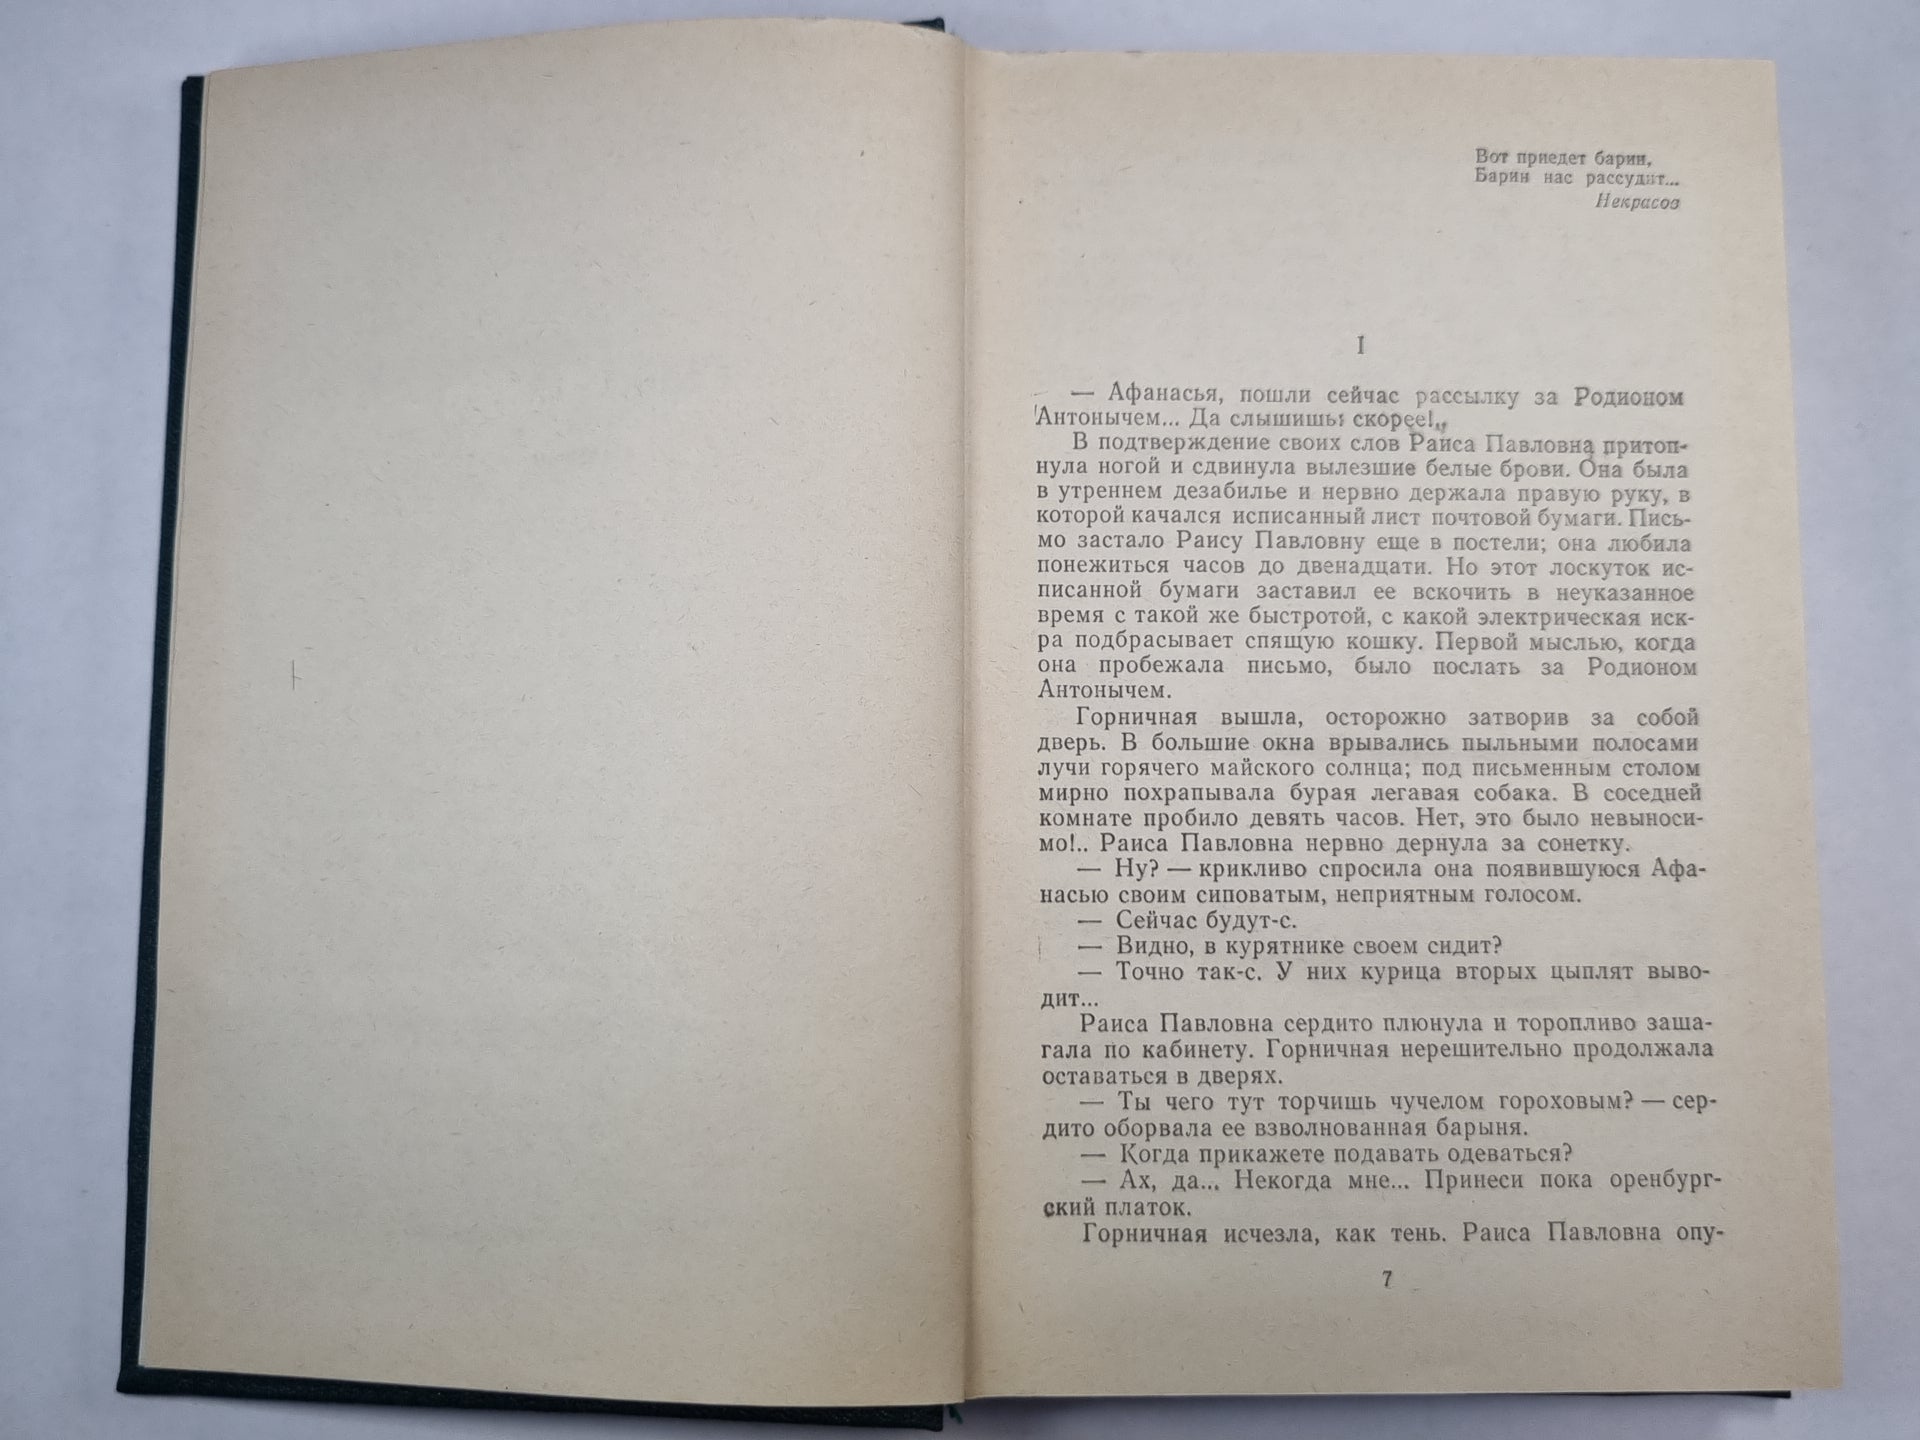 Вот приедет барин,
Барин нас рассудит...
Некрасов
I
— Афанасья, пошли сейчас рассылку за Родионом
Антонычем... Да слышишь: скорее!..
В подтверждение своих слов Раиса Павловна притоп-
нула ногой и сдвинула вылезшие белые брови. Она была
в утреннем дезабилье и нервно держала правую руку, в
которой качался исписанный лист почтовой бумаги. Пись-
мо застало Раису Павловну еще в постели; она любила
понежиться часов до двенадцати. Но этот лоскуток ис-
писанной бумаги заставил ее вскочить в неуказанное
время с такой же быстротой, с какой электрическая иск-
ра подбрасывает спящую кошку. Первой мыслью, когда
она пробежала письмо, было послать за Родионом
Антонычем.
Горничная вышла, осторожно затворив за собой
дверь. В большие окна врывались пыльными полосами
лучи горячего майского солнца; под письменным столом
мирно похрапывала бурая легавая собака. В соседней
комнате пробило девять часов. Нет, это было невыноси-
мо!.. Раиса Павловна нервно дернула за сонетку.
— Ну? — крикливо спросила она появившуюся Афа-
насью своим сиповатым, неприятным голосом.
— Сейчас будут-с.
— Видно, в курятнике своем сидит?
— Точно так-с. У них курица вторых цыплят выво-
дит...
Раиса Павловна сердито плюнула и торопливо заша-
гала по кабинету. Горничная нерешительно продолжала
оставаться в дверях.
— Ты чего тут торчишь чучелом гороховым? — сер-
дито оборвала ее взволнованная барыня.
— Когда прикажете подавать одеваться?
— Ах, да... Некогда мне... Принеси пока оренбург-
ский платок.
Горничная исчезла, как тень. Раиса Павловна опу-
7